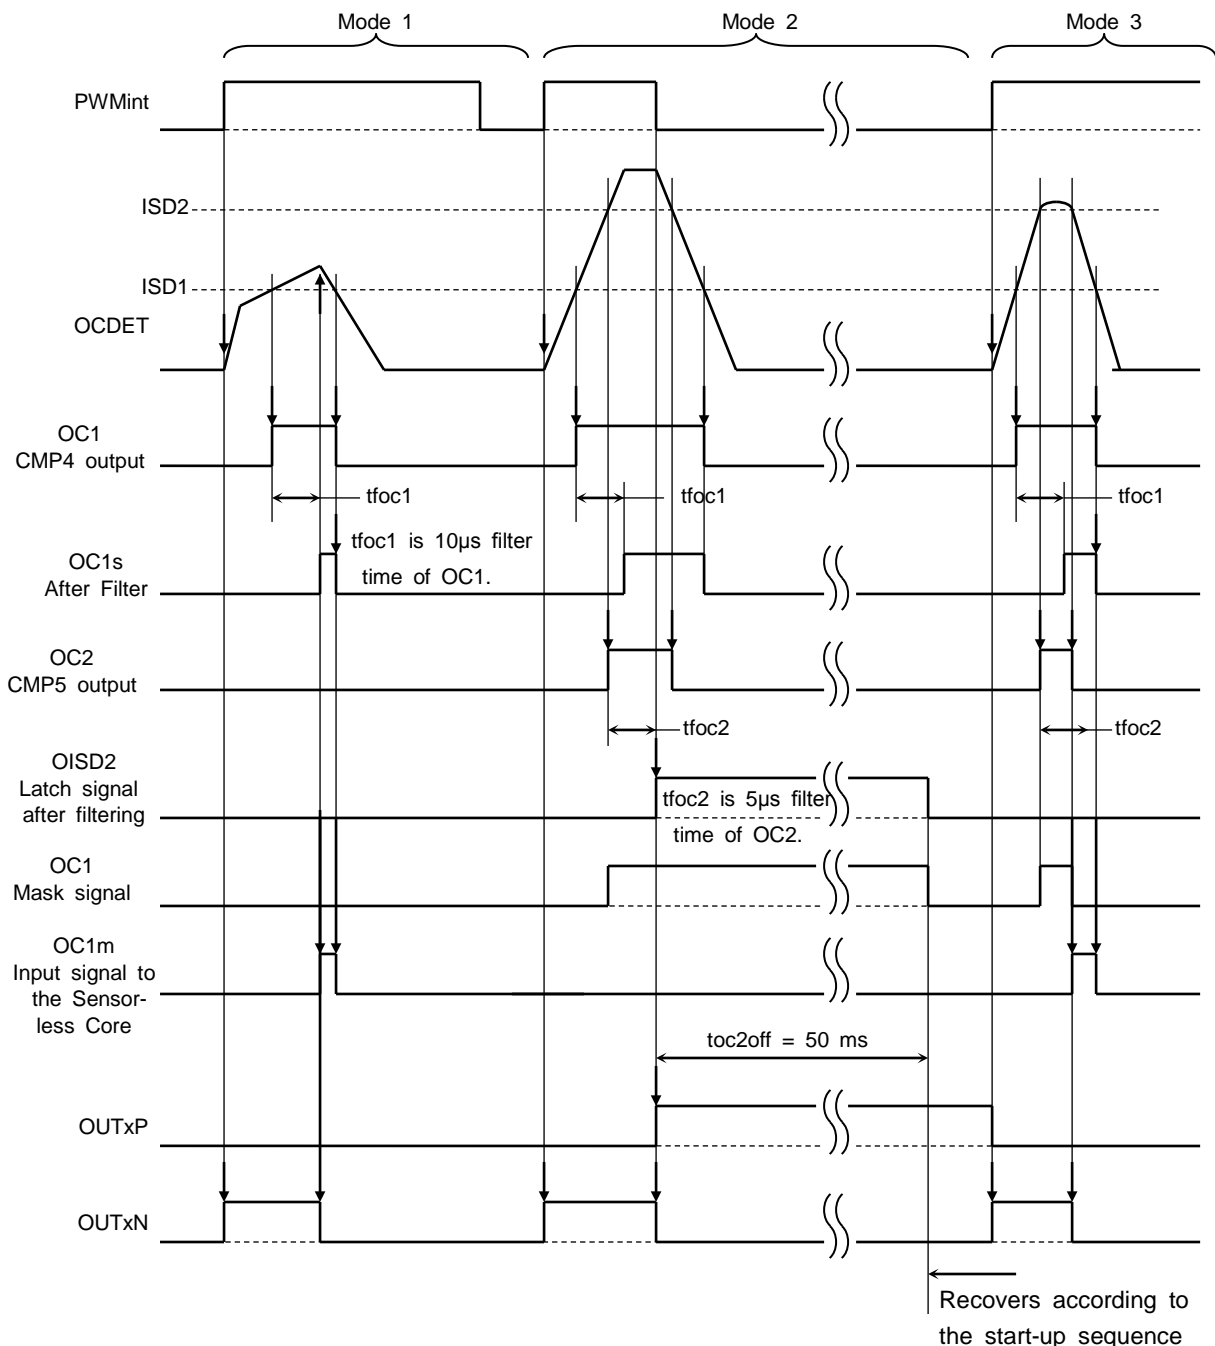 Mode 1
Mode 2
Mode 3
PWMint
ISD2
ISD1
OCDET
OC1
CMP4 output
tfoc1
tfoc1
tfoc1
tfoc1 is 10μs filter
time of OC1.
OC1s
After Filter
OC2
CMP5 output
tfoc2
tfoc2
OISD2
Latch signal
after filtering
tfoc2 is 5μs filter
time of OC2.
OC1
Mask signal
OC1m
Input signal to
the Sensor-
less Core
toc2off = 50 ms
OUTxP
OUTxN
Recovers according to
the start-up sequence